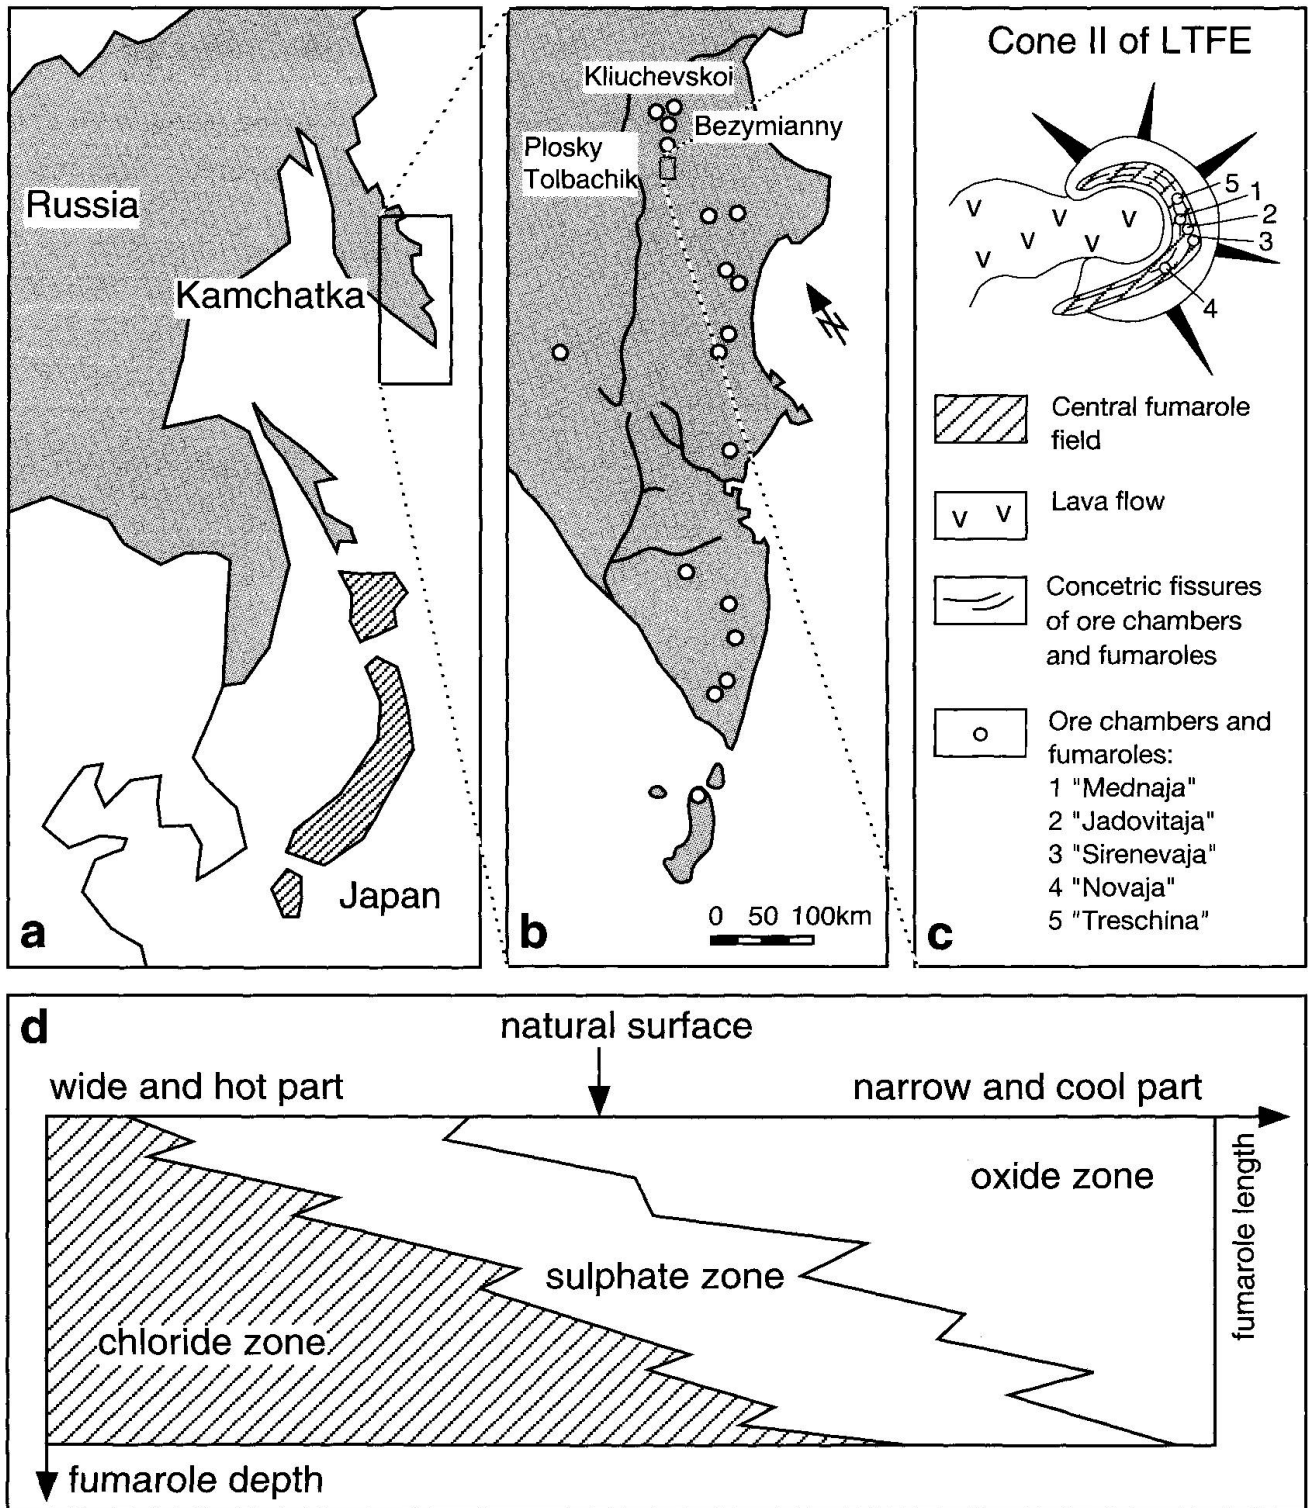 Russia
Kamchatka
Japan
a
Kliuchevskoi
Bezymianny
Plosky
Tolbachik
N
0 50 100km
b
Cone II of LTFE
5
1
2
3
4
v v v v v v
Central fumarole
field
v v
Lava flow
Concetric fissures
of ore chambers
and fumaroles
Ore chambers and
fumaroles:
1 "Mednaja"
2 "Jadovitaja"
3 "Sirenevaja"
4 "Novaja"
5 "Treschina"
c
d
natural surface
wide and hot part
narrow and cool part
oxide zone
sulphate zone
chloride zone
fumarole length
fumarole depth